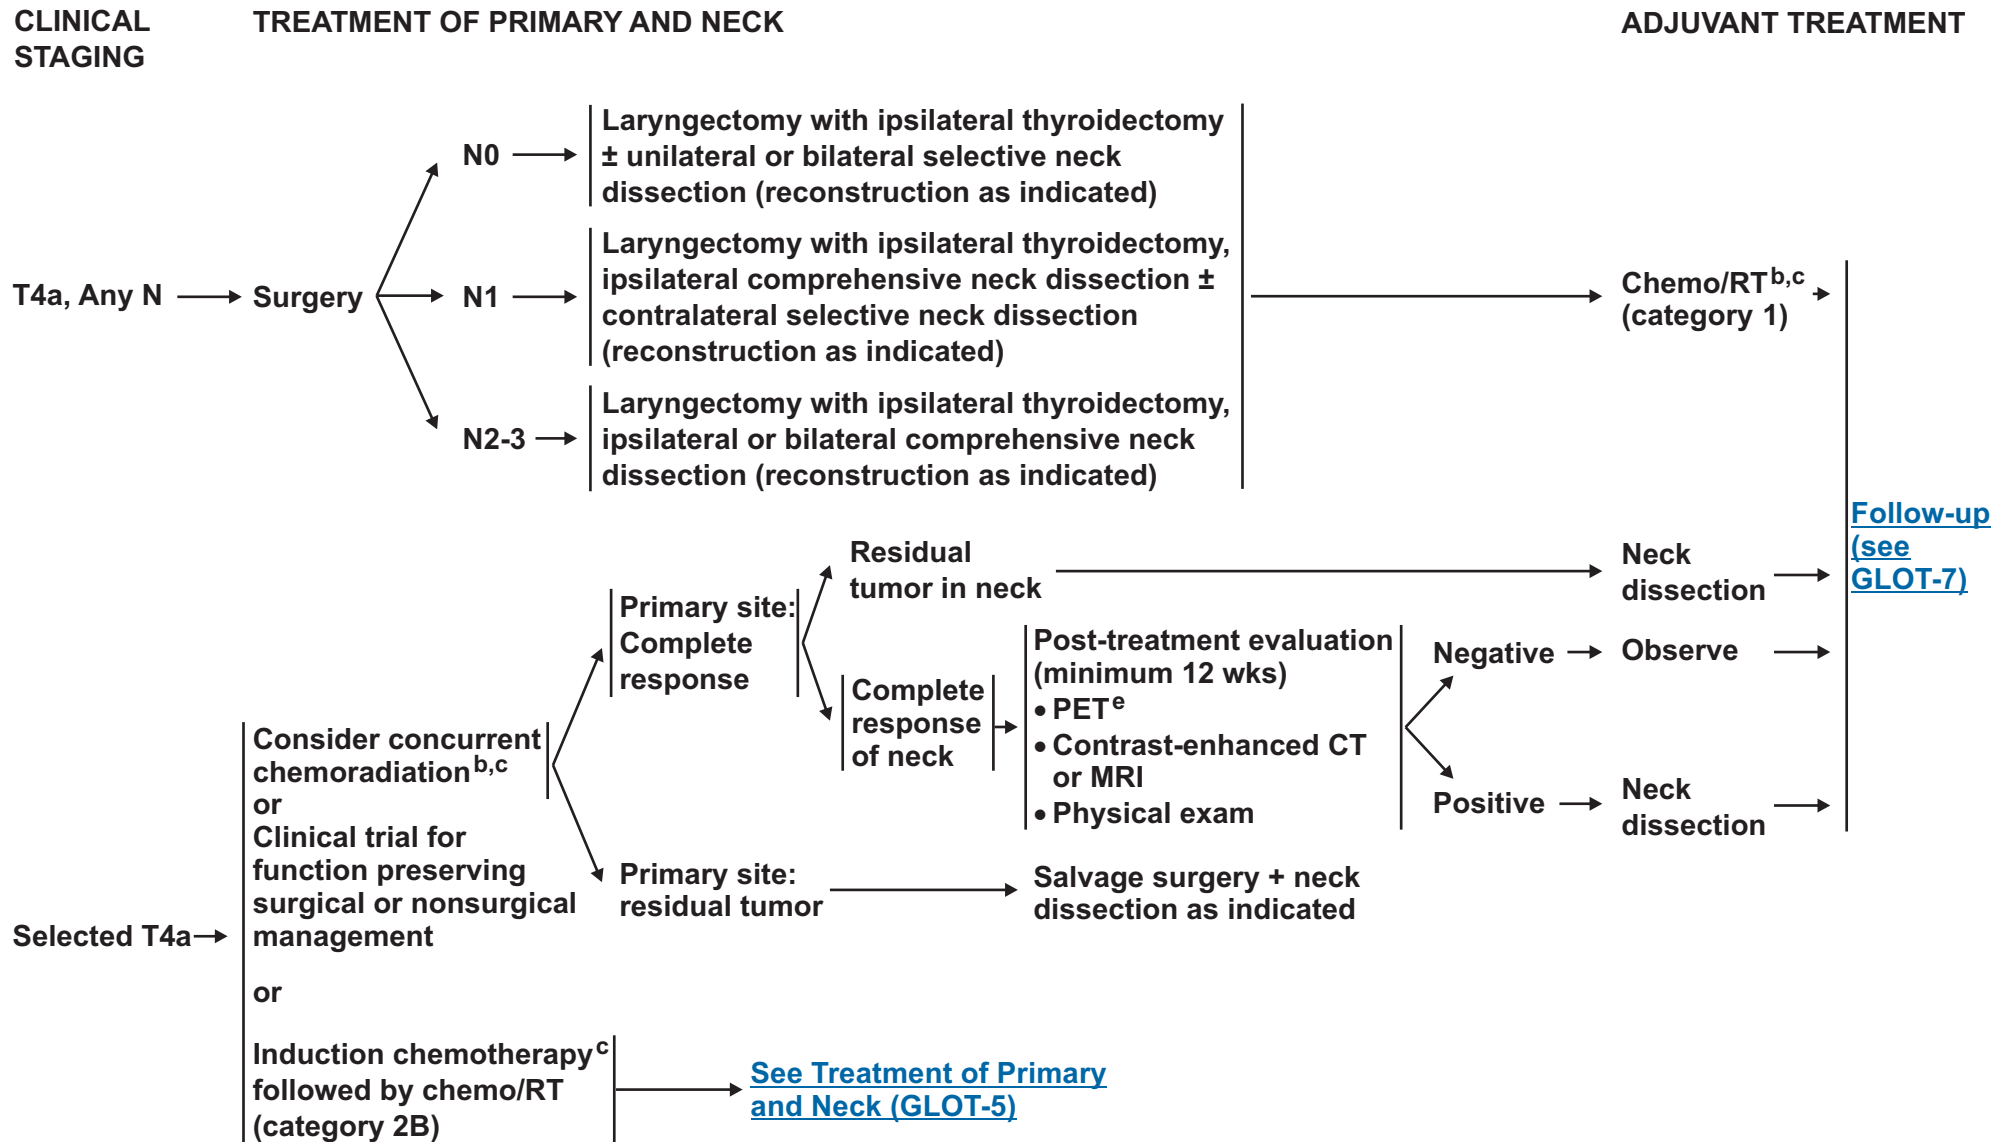 CLINICAL
STAGING
TREATMENT OF PRIMARY AND NECK
ADJUVANT TREATMENT
T4a, Any N
Surgery
N0
Laryngectomy with ipsilateral thyroidectomy
± unilateral or bilateral selective neck
dissection (reconstruction as indicated)
N1
Laryngectomy with ipsilateral thyroidectomy,
ipsilateral comprehensive neck dissection ±
contralateral selective neck dissection
(reconstruction as indicated)
N2-3
Laryngectomy with ipsilateral thyroidectomy,
ipsilateral or bilateral comprehensive neck
dissection (reconstruction as indicated)
Chemo/RT b,c
(category 1)
Selected T4a
Consider concurrent
chemoradiation b,c
or
Clinical trial for
function preserving
surgical or nonsurgical
management
or
Induction chemotherapy c
followed by chemo/RT
(category 2B)
Primary site:
Complete
response
Residual
tumor in neck
Neck
dissection
Complete
response
of neck
Post-treatment evaluation
(minimum 12 wks)
• PET e
• Contrast-enhanced CT
or MRI
• Physical exam
Negative
Observe
Positive
Neck
dissection
Primary site:
residual tumor
Salvage surgery + neck
dissection as indicated
See Treatment of Primary
and Neck (GLOT-5)
Follow-up
(see
GLOT-7)